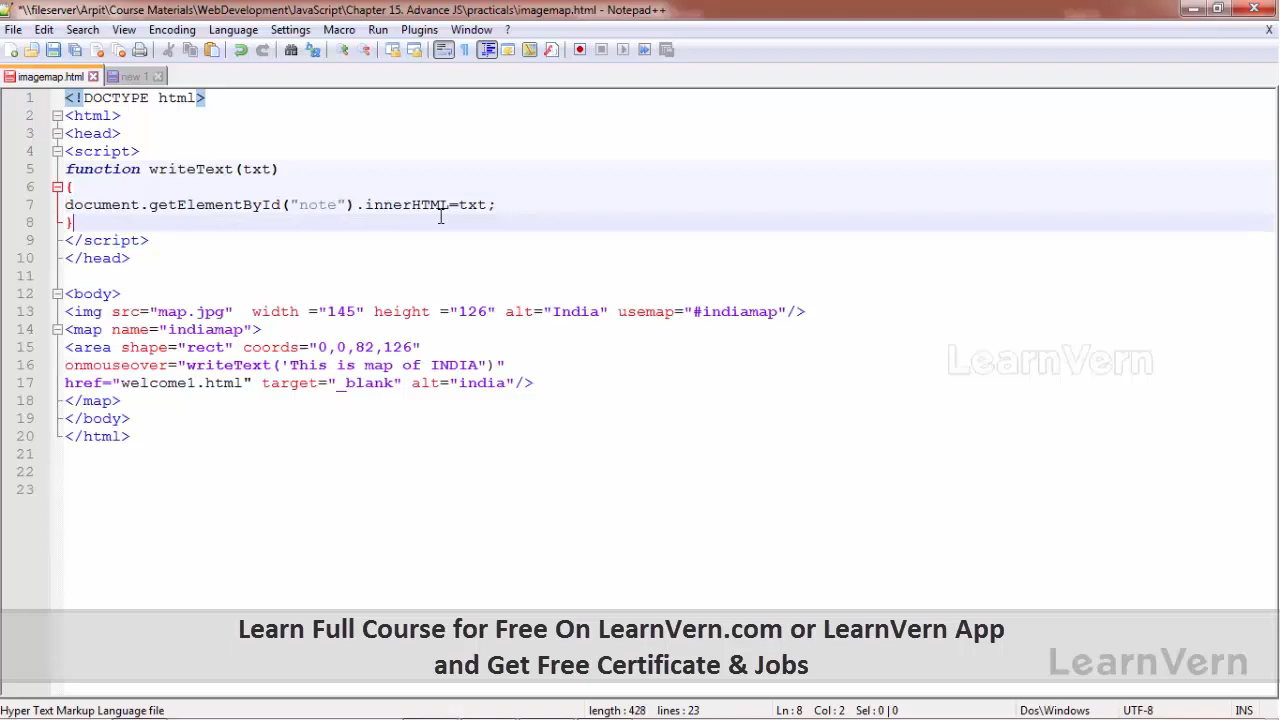 *\\fileserver\Arpit\Course Materials\WebDevelopment\JavaScript\Chapter 15. Advance JS\practicals\imagemap.html - Notepad++
File Edit Search View Encoding Language Settings Macro Run Plugins Window ? X
imagemap.html new 1
1 <!DOCTYPE html>
2 <html>
3 <head>
4 <script>
5 function writeText(txt)
6 {
7 document.getElementById("note").innerHTML=txt;
8 }
9 </script>
10 </head>
11
12 <body>
13 <img src="map.jpg"  width ="145" height ="126" alt="India" usemap="#indiamap"/>
14 <map name="indiamap">
15 <area shape="rect" coords="0,0,82,126"
16 onmouseover="writeText('This is map of INDIA")"
17 href="welcome1.html" target="_blank" alt="india"/>
18 </map>
19 </body>
20 </html>
21
22
23
LearnVern
Learn Full Course for Free On LearnVern.com or LearnVern App
and Get Free Certificate & Jobs
LearnVern
Hyper Text Markup Language file length : 428 lines : 23 Ln : 8 Col : 2 Sel : 0 | 0 Dos\Windows UTF-8 INS